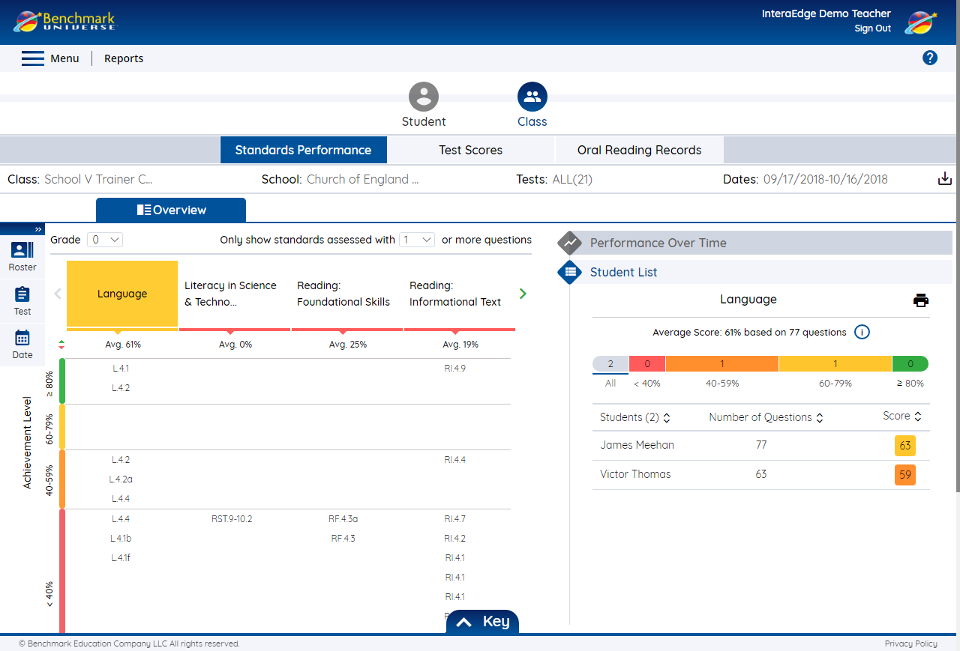 Benchmark
UNIVERSE
InteraEdge Demo Teacher
Sign Out
Menu
Reports
?
Student
Class
Standards Performance
Test Scores
Oral Reading Records
Class: School V Trainer C...
School: Church of England ...
Tests: ALL(21)
Dates: 09/17/2018-10/16/2018
Overview
»
Roster
Test
Date
Grade 0
Only show standards assessed with 1 or more questions
Language
Literacy in Science
& Techno...
Reading:
Foundational Skills
Reading:
Informational Text
Avg. 61%
Avg. 0%
Avg. 25%
Avg. 19%
Achievement Level
≥ 80%
L.4.1
RI.4.9
L.4.2
60-79%
40-59%
L.4.2
RI.4.4
L.4.2a
L.4.4
< 40%
L.4.4
RST.9-10.2
RF.4.3a
RI.4.7
L.4.1b
RF.4.3
RI.4.2
L.4.1f
RI.4.1
RI.4.1
RI.4.1
Key
Performance Over Time
Student List
Language
Average Score: 61% based on 77 questions
i
2 0 1 1 0
All < 40% 40-59% 60-79% ≥ 80%
Students (2) Number of Questions Score
James Meehan 77 63
Victor Thomas 63 59
© Benchmark Education Company LLC All rights reserved.
Privacy Policy